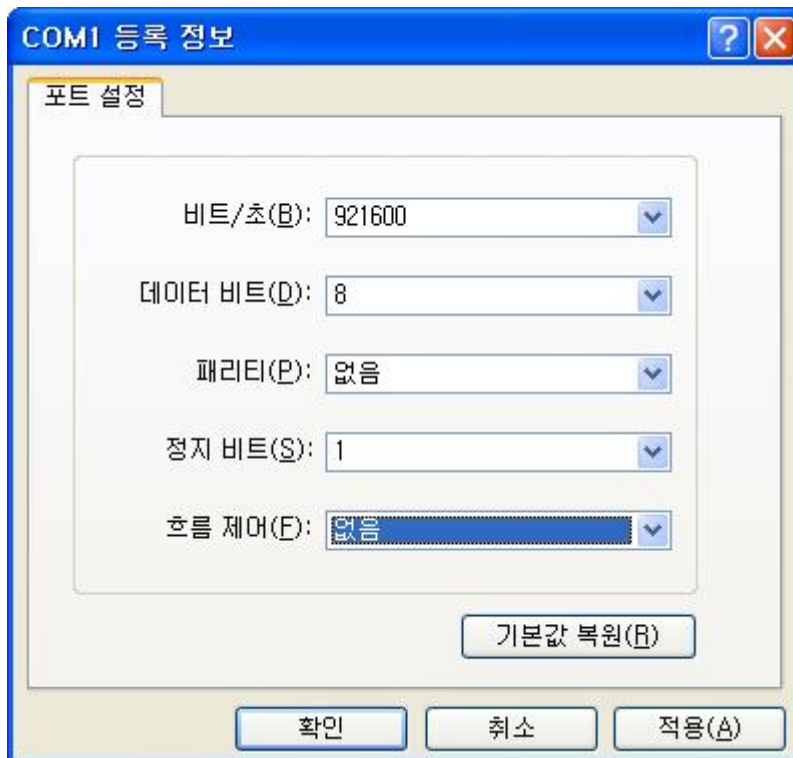 COM1 등록 정보
포트 설정
비트/초(B): 921600
데이터 비트(D): 8
패리티(P): 없음
정지 비트(S): 1
흐름 제어(F): 없음
기본값 복원(R)
확인 취소 적용(A)